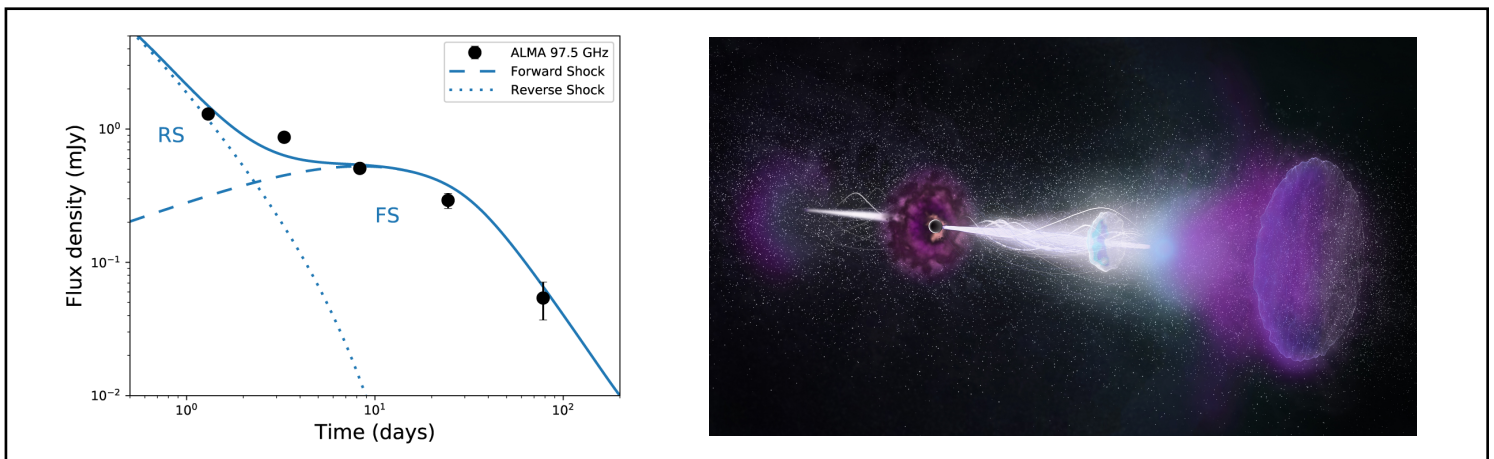 ALMA 97.5 GHz
Forward Shock
Reverse Shock
RS
FS
Flux density (mJy)
10⁰
10⁻¹
10⁻²
10⁰ 10¹ 10²
Time (days)